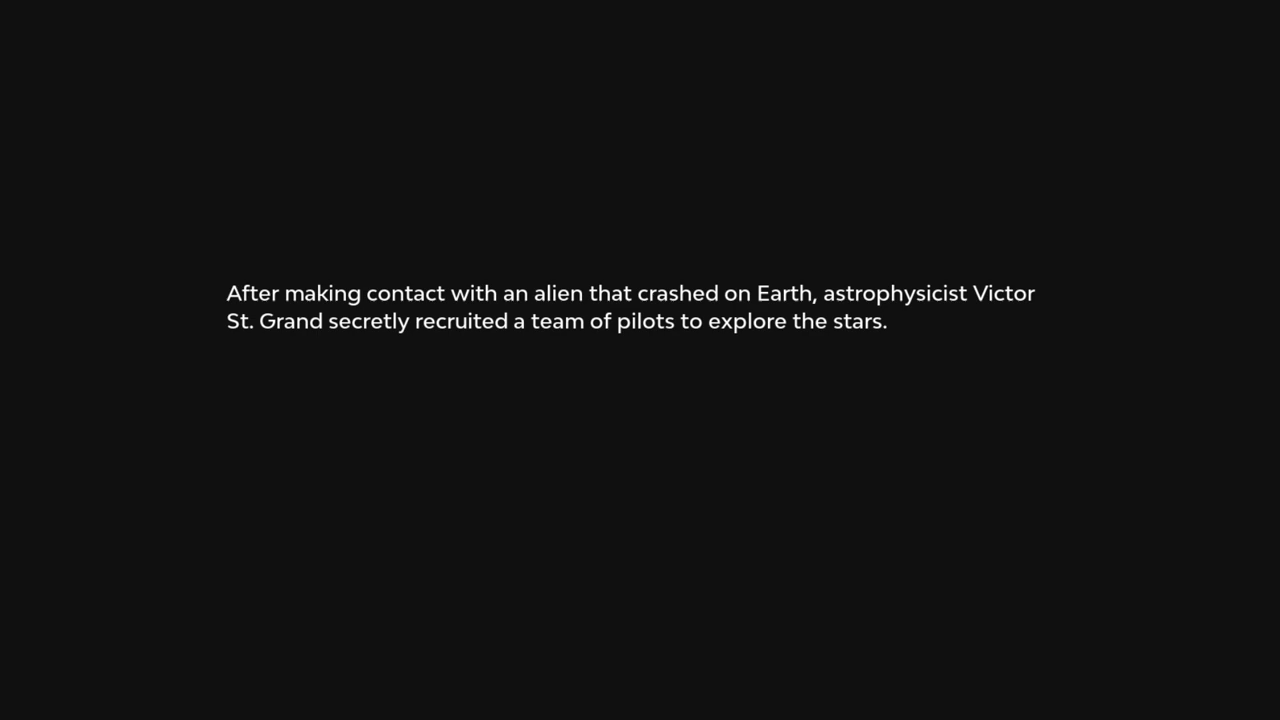 After making contact with an alien that crashed on Earth, astrophysicist Victor
St. Grand secretly recruited a team of pilots to explore the stars.